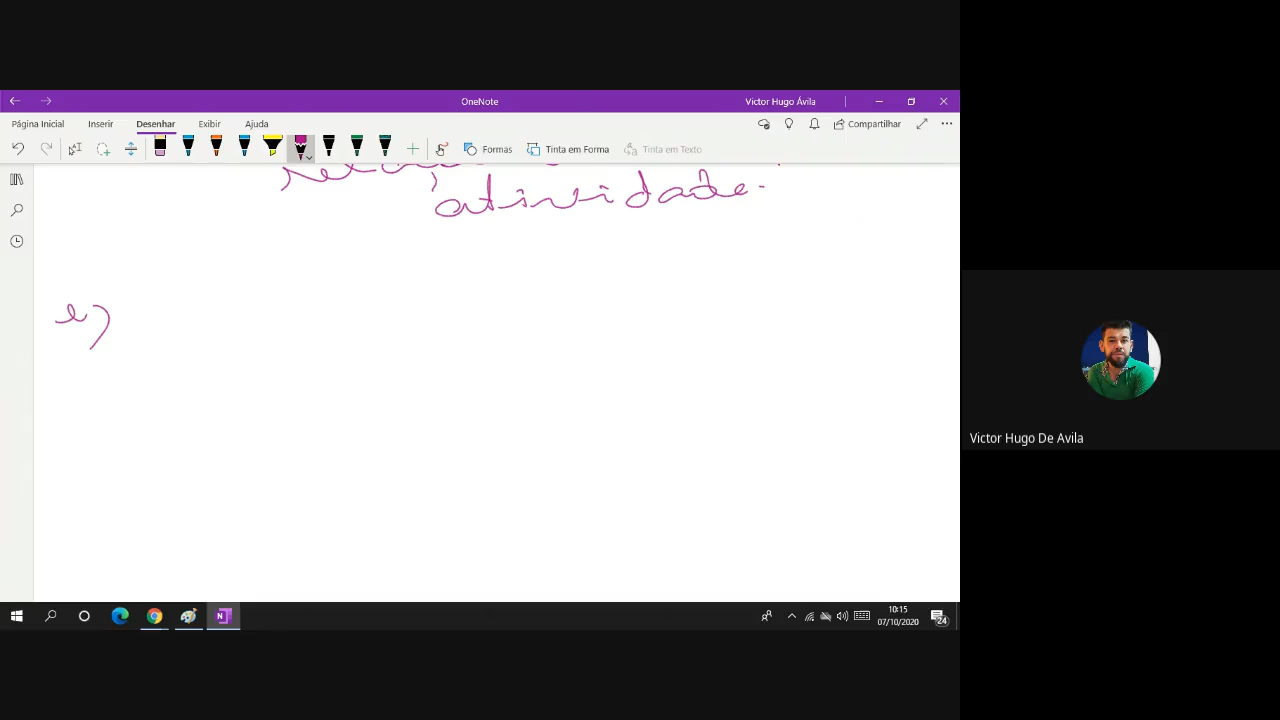 OneNote
Victor Hugo Ávila
Página Inicial Inserir Desenhar Exibir Ajuda
Compartilhar
Formas Tinta em Forma Tinta em Texto
atividade.
e)
Victor Hugo De Avila
N
10:15
07/10/2020
24